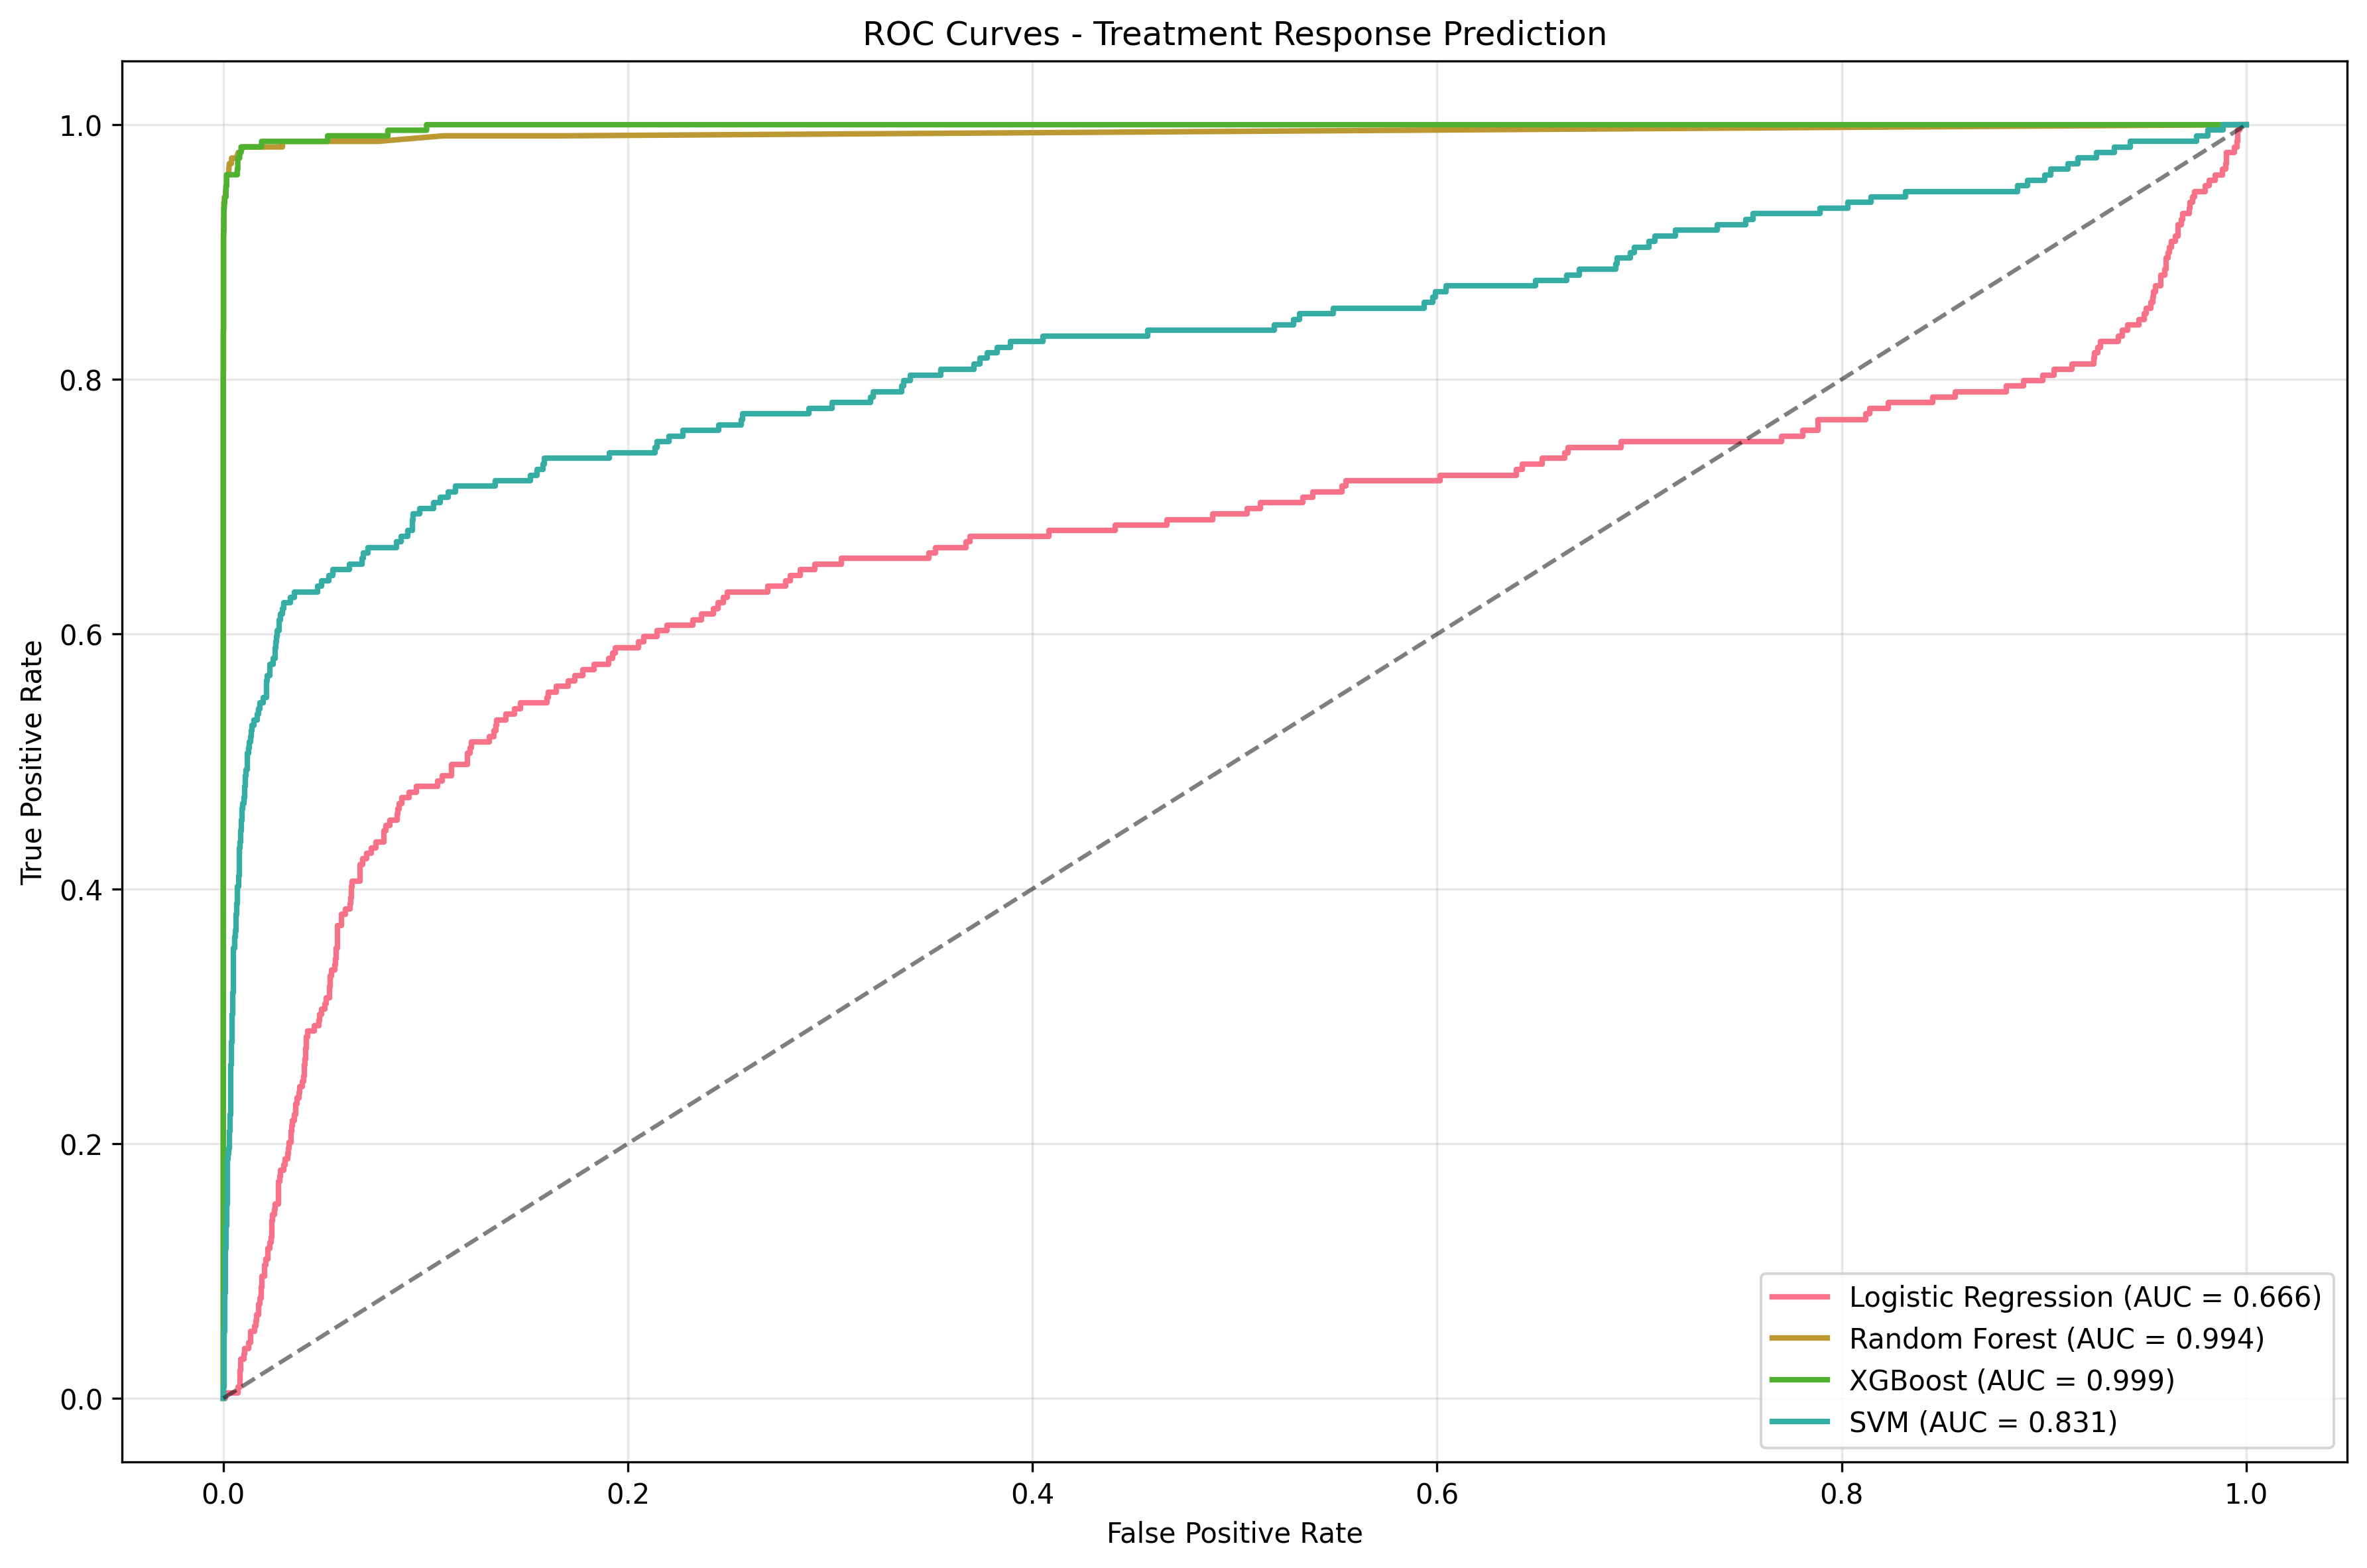 ROC Curves - Treatment Response Prediction
1.0
0.8
0.6
0.4
0.2
0.0
True Positive Rate
Logistic Regression (AUC = 0.666)
Random Forest (AUC = 0.994)
XGBoost (AUC = 0.999)
SVM (AUC = 0.831)
0.0 0.2 0.4 0.6 0.8 1.0
False Positive Rate